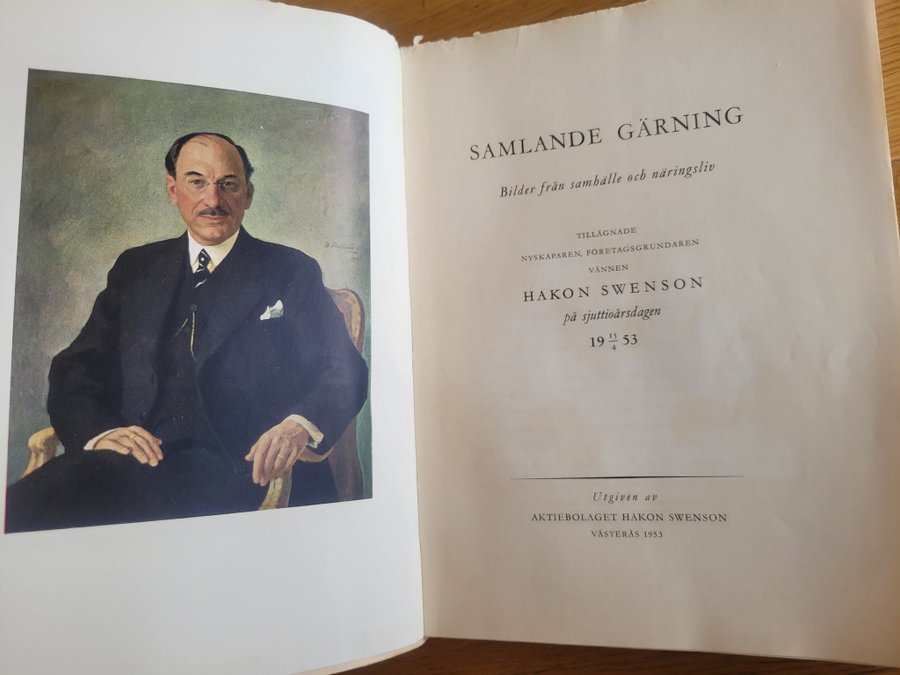 SAMLANDE GÄRNING
Bilder från samhälle och näringsliv
TILLÄGNADE
NYSKAPAREN, FÖRETAGSGRUNDAREN
VÄNNEN
HAKON SWENSON
på sjuttioårsdagen
19 15/4 53
Utgiven av
AKTIEBOLAGET HAKON SWENSON
VÄSTERÅS 1953